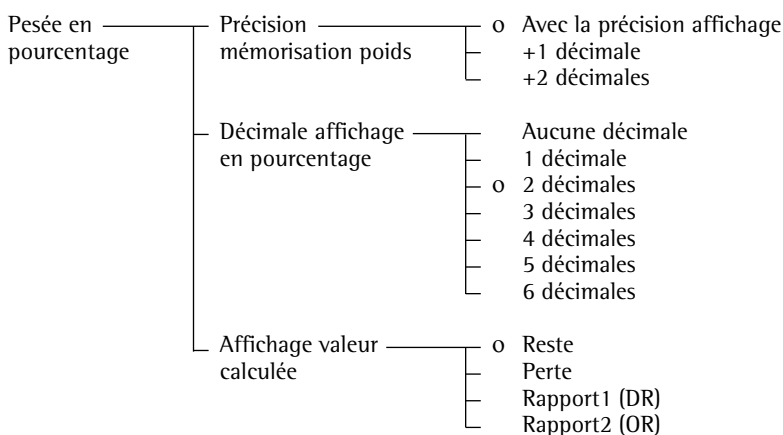 Pesée en
pourcentage
Précision
mémorisation poids
o Avec la précision affichage
+1 décimale
+2 décimales
Décimale affichage
en pourcentage
Aucune décimale
1 décimale
o 2 décimales
3 décimales
4 décimales
5 décimales
6 décimales
Affichage valeur
calculée
o Reste
Perte
Rapport1 (DR)
Rapport2 (OR)